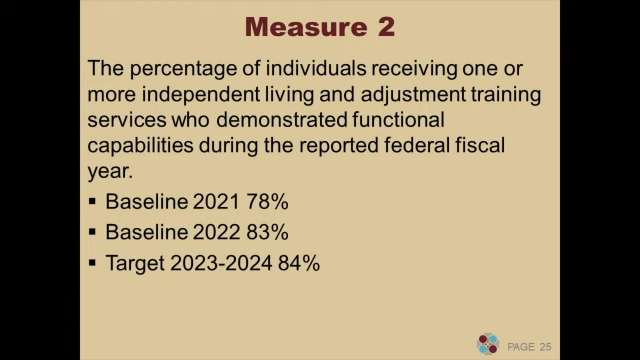 Measure 2
The percentage of individuals receiving one or
more independent living and adjustment training
services who demonstrated functional
capabilities during the reported federal fiscal
year.
▪ Baseline 2021 78%
▪ Baseline 2022 83%
▪ Target 2023-2024 84%
PAGE 25